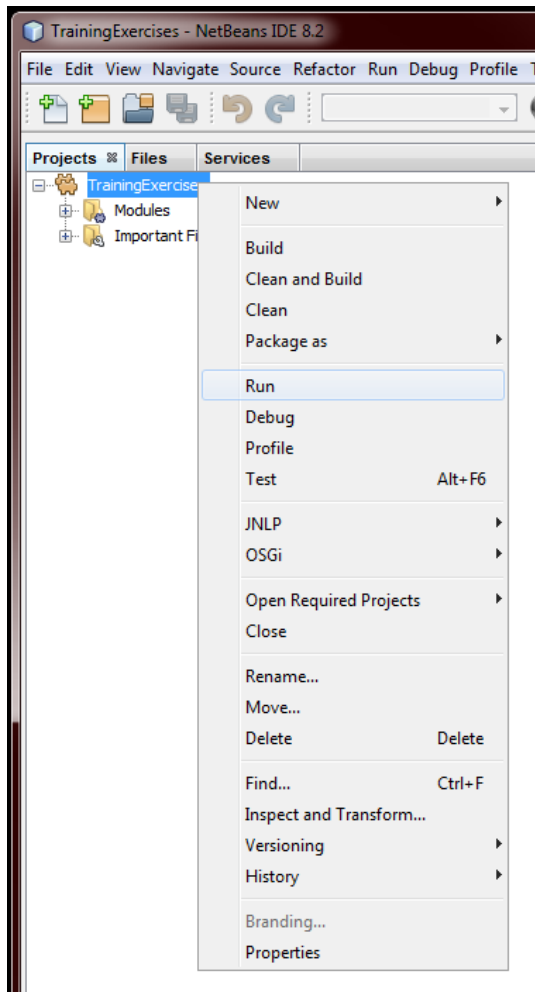 TrainingExercises - NetBeans IDE 8.2
File Edit View Navigate Source Refactor Run Debug Profile
Projects Files Services
TrainingExercise
Modules
Important Fi
New
Build
Clean and Build
Clean
Package as
Run
Debug
Profile
Test Alt+F6
JNLP
OSGi
Open Required Projects
Close
Rename...
Move...
Delete Delete
Find... Ctrl+F
Inspect and Transform...
Versioning
History
Branding...
Properties